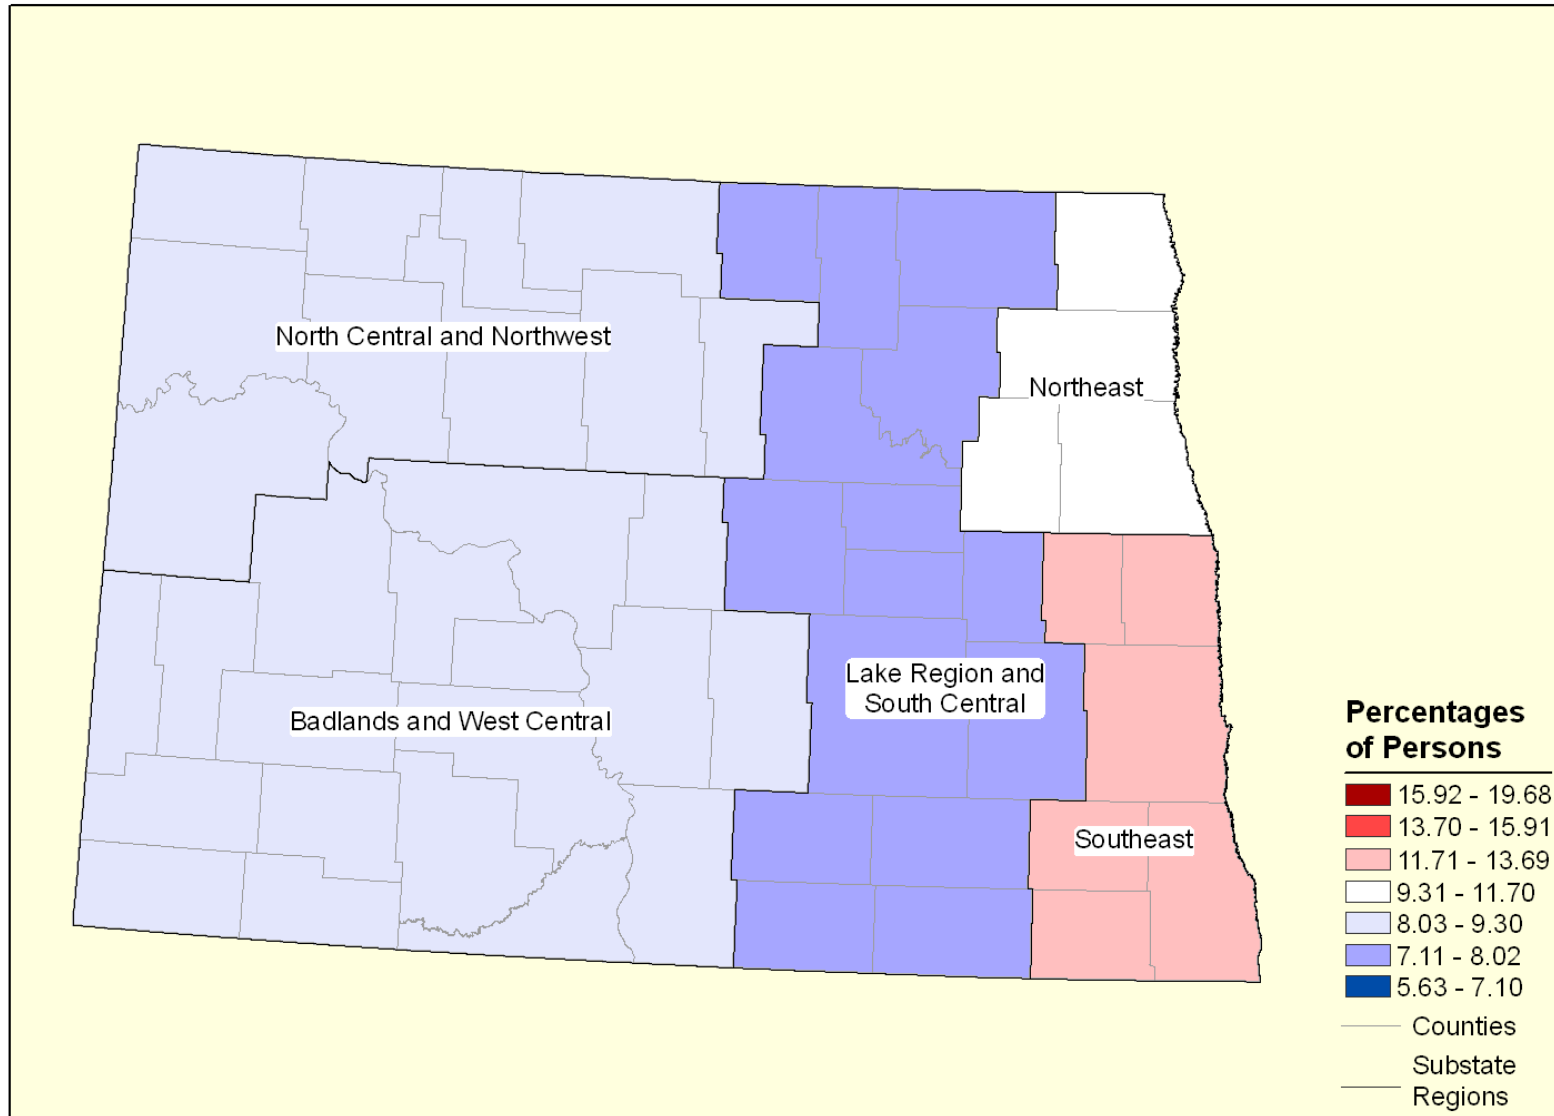 North Central and Northwest
Northeast
Lake Region and
South Central
Badlands and West Central
Southeast
Percentages
of Persons
15.92 - 19.68
13.70 - 15.91
11.71 - 13.69
9.31 - 11.70
8.03 - 9.30
7.11 - 8.02
5.63 - 7.10
Counties
Substate
Regions